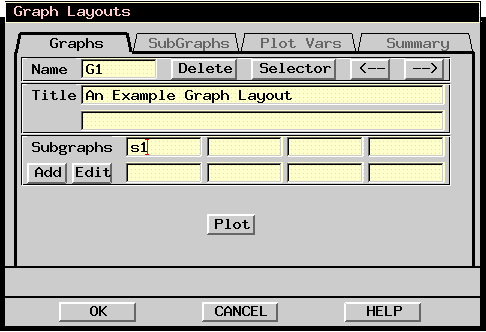 Graph Layouts
Graphs SubGraphs Plot Vars Summary
Name G1 Delete Selector <-- -->
Title An Example Graph Layout
Subgraphs s1
Add Edit
Plot
OK CANCEL HELP